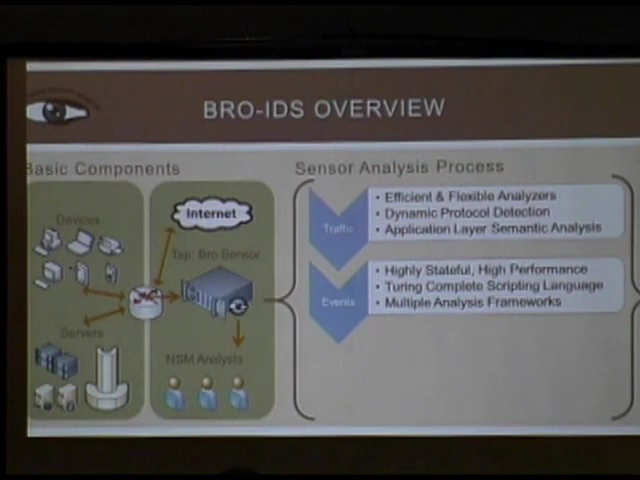 BRO-IDS OVERVIEW
Basic Components
Sensor Analysis Process
Devices
Internet
Tap: Bro Sensor
Servers
NSM Analysts
Traffic
• Efficient & Flexible Analyzers
• Dynamic Protocol Detection
• Application Layer Semantic Analysis
Events
• Highly Stateful, High Performance
• Turing Complete Scripting Language
• Multiple Analysis Frameworks